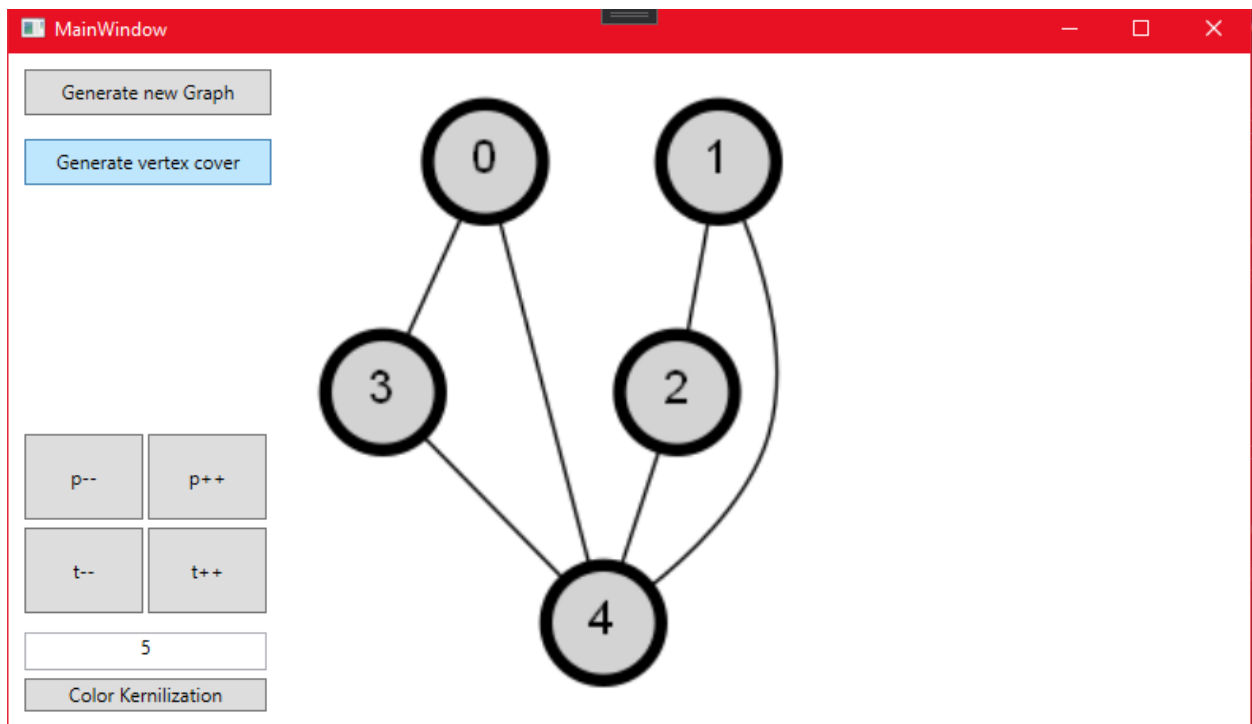 MainWindow
Generate new Graph
Generate vertex cover
0
1
3
2
4
p--
p++
t--
t++
5
Color Kernilization